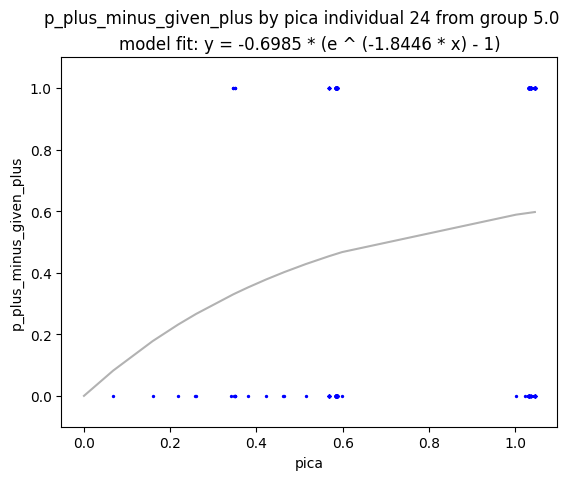 p_plus_minus_given_plus by pica individual 24 from group 5.0
model fit: y = -0.6985 * (e ^ (-1.8446 * x) - 1)
1.0
0.8
0.6
0.4
0.2
0.0
p_plus_minus_given_plus
0.0 0.2 0.4 0.6 0.8 1.0
pica